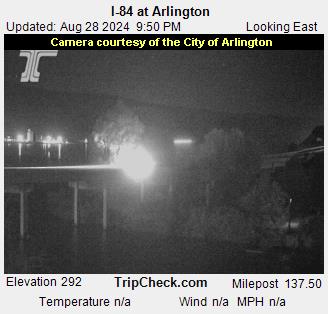 I-84 at Arlington
Updated: Aug 28 2024 9:50 PM Looking East
Camera courtesy of the City of Arlington
Elevation 292 TripCheck.com Milepost 137.50
Temperature n/a Wind n/a MPH n/a